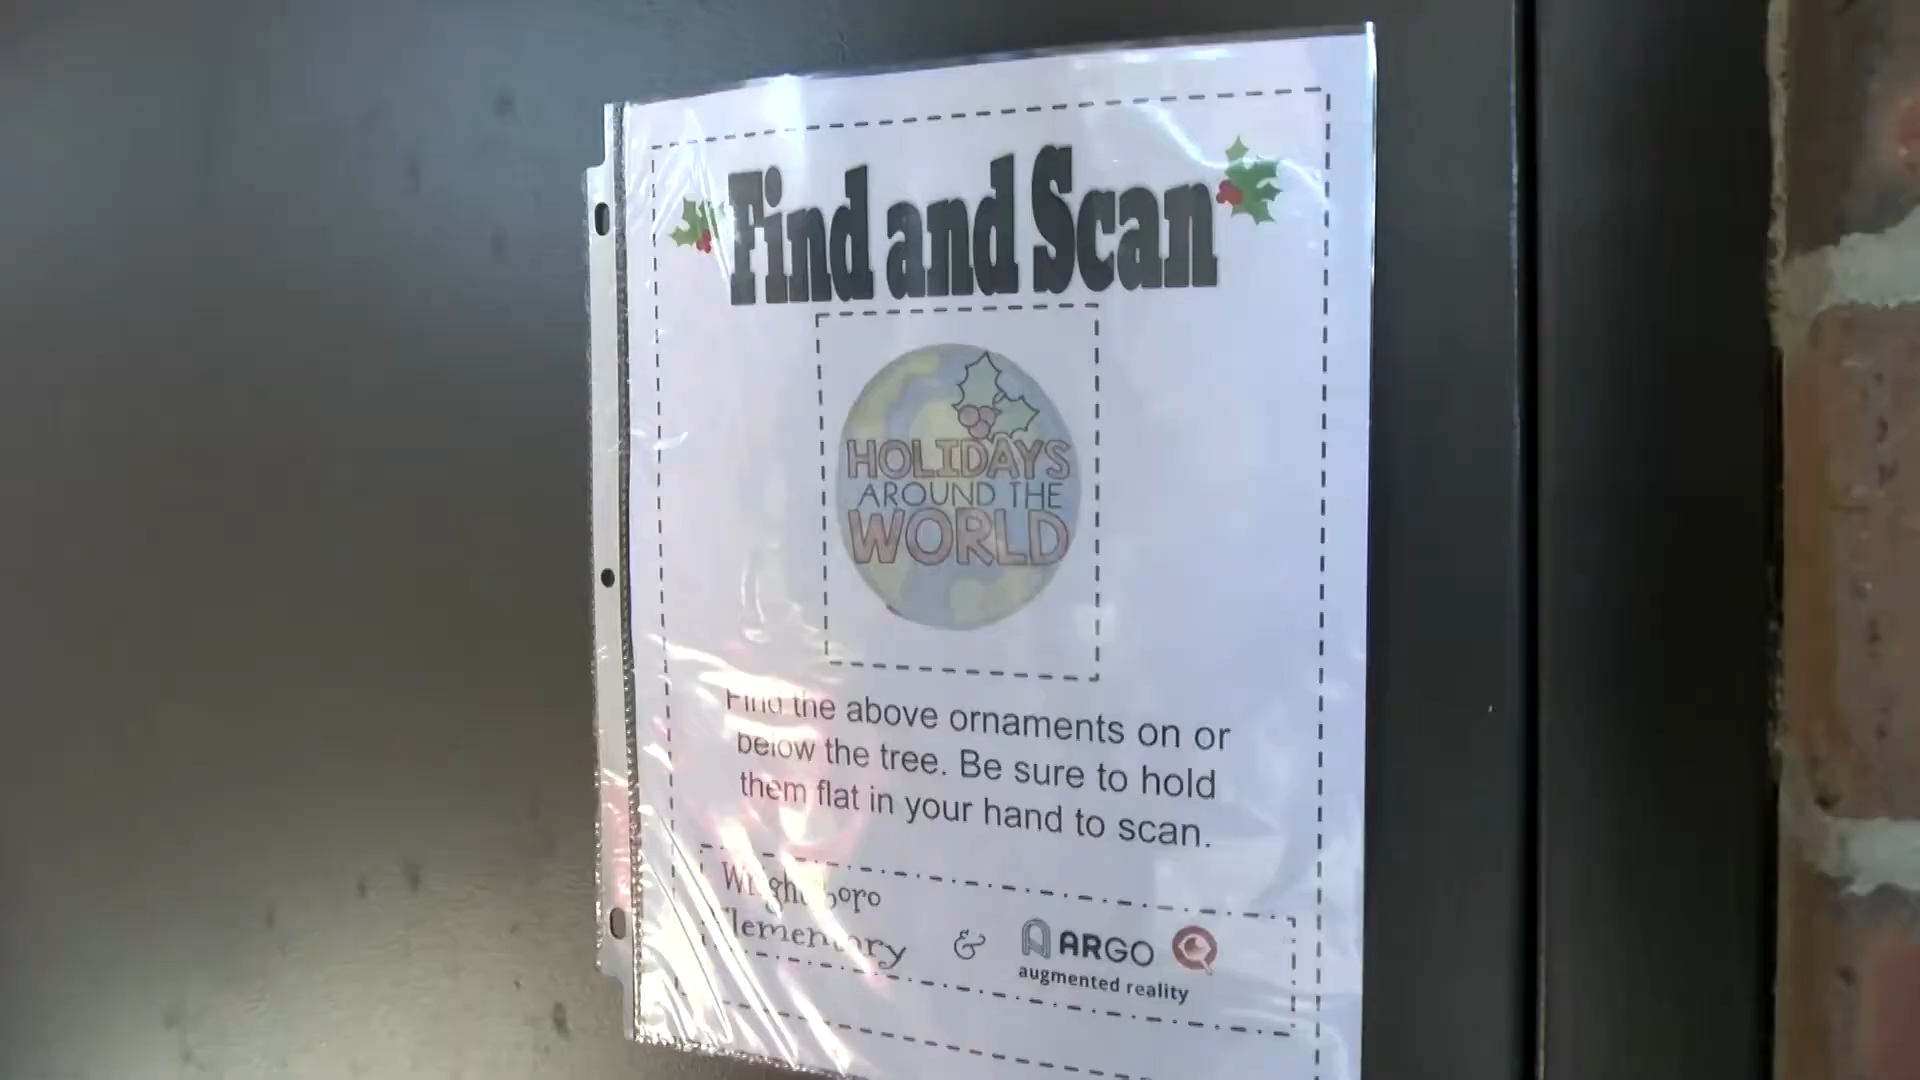 Find and Scan
HOLIDAYS
AROUND THE
WORLD
Find the above ornaments on or
below the tree. Be sure to hold
them flat in your hand to scan.
Wrightsboro
Elementary
& ARGO
augmented reality